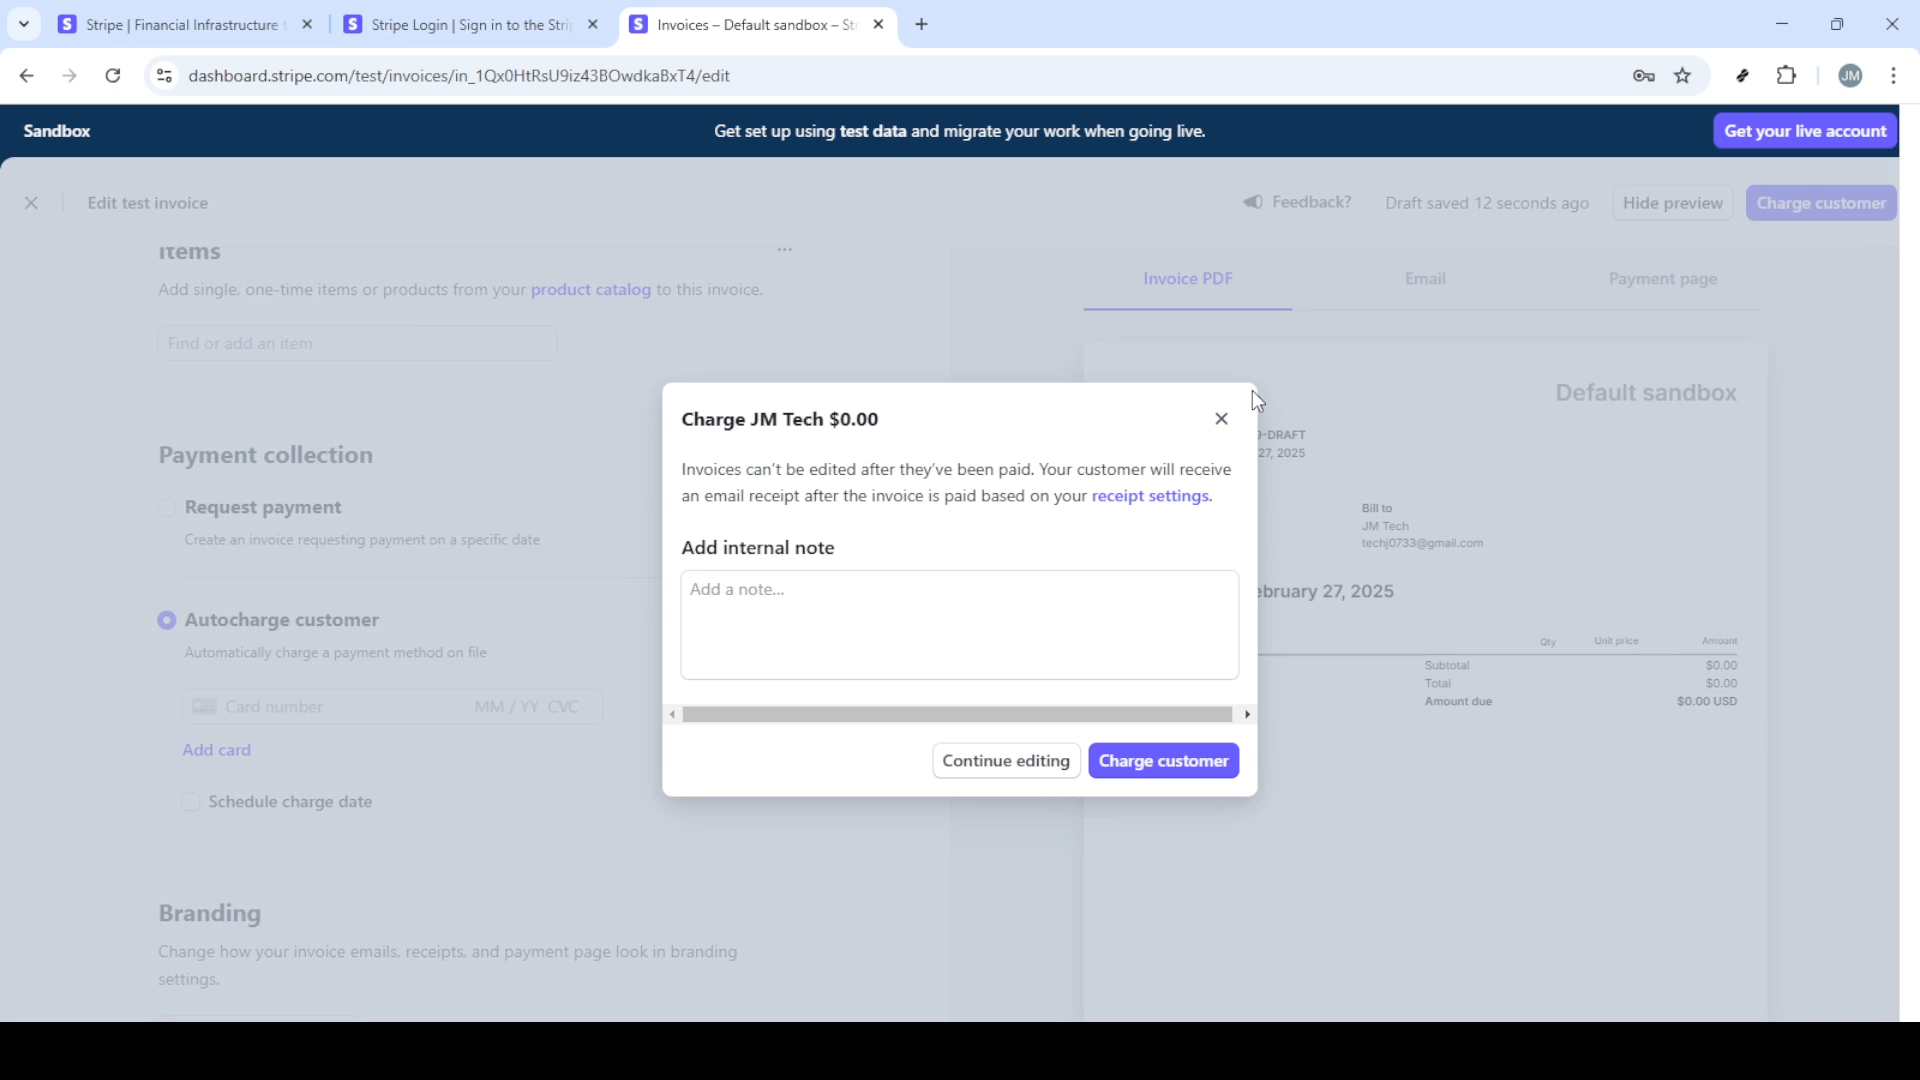 Stripe | Financial Infrastructure
Stripe Login | Sign in to the Stri
Invoices – Default sandbox – St
dashboard.stripe.com/test/invoices/in_1Qx0HtRsU9iz43BOwdkaBxT4/edit
JM
Sandbox
Get set up using test data and migrate your work when going live.
Get your live account
Edit test invoice
Feedback?
Draft saved 12 seconds ago
Hide preview
Charge customer
Items
Add single, one-time items or products from your product catalog to this invoice.
Find or add an item
Payment collection
Request payment
Create an invoice requesting payment on a specific date
Autocharge customer
Automatically charge a payment method on file
Card number MM / YY CVC
Add card
Schedule charge date
Branding
Change how your invoice emails, receipts, and payment page look in branding
settings.
Charge JM Tech $0.00
Invoices can't be edited after they've been paid. Your customer will receive
an email receipt after the invoice is paid based on your receipt settings.
Add internal note
Add a note...
Continue editing
Charge customer
Invoice PDF
Email
Payment page
Default sandbox
-DRAFT
27, 2025
Bill to
JM Tech
techj0733@gmail.com
ebruary 27, 2025
Qty Unit price Amount
Subtotal $0.00
Total $0.00
Amount due $0.00 USD